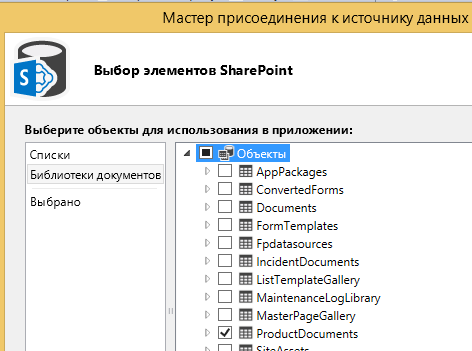 Мастер присоединения к источнику данных
Выбор элементов SharePoint
Выберите объекты для использования в приложении:
Списки
Библиотеки документов
Выбрано
Объекты
AppPackages
ConvertedForms
Documents
FormTemplates
Fpdatasources
IncidentDocuments
ListTemplateGallery
MaintenanceLogLibrary
MasterPageGallery
ProductDocuments
SiteAssets